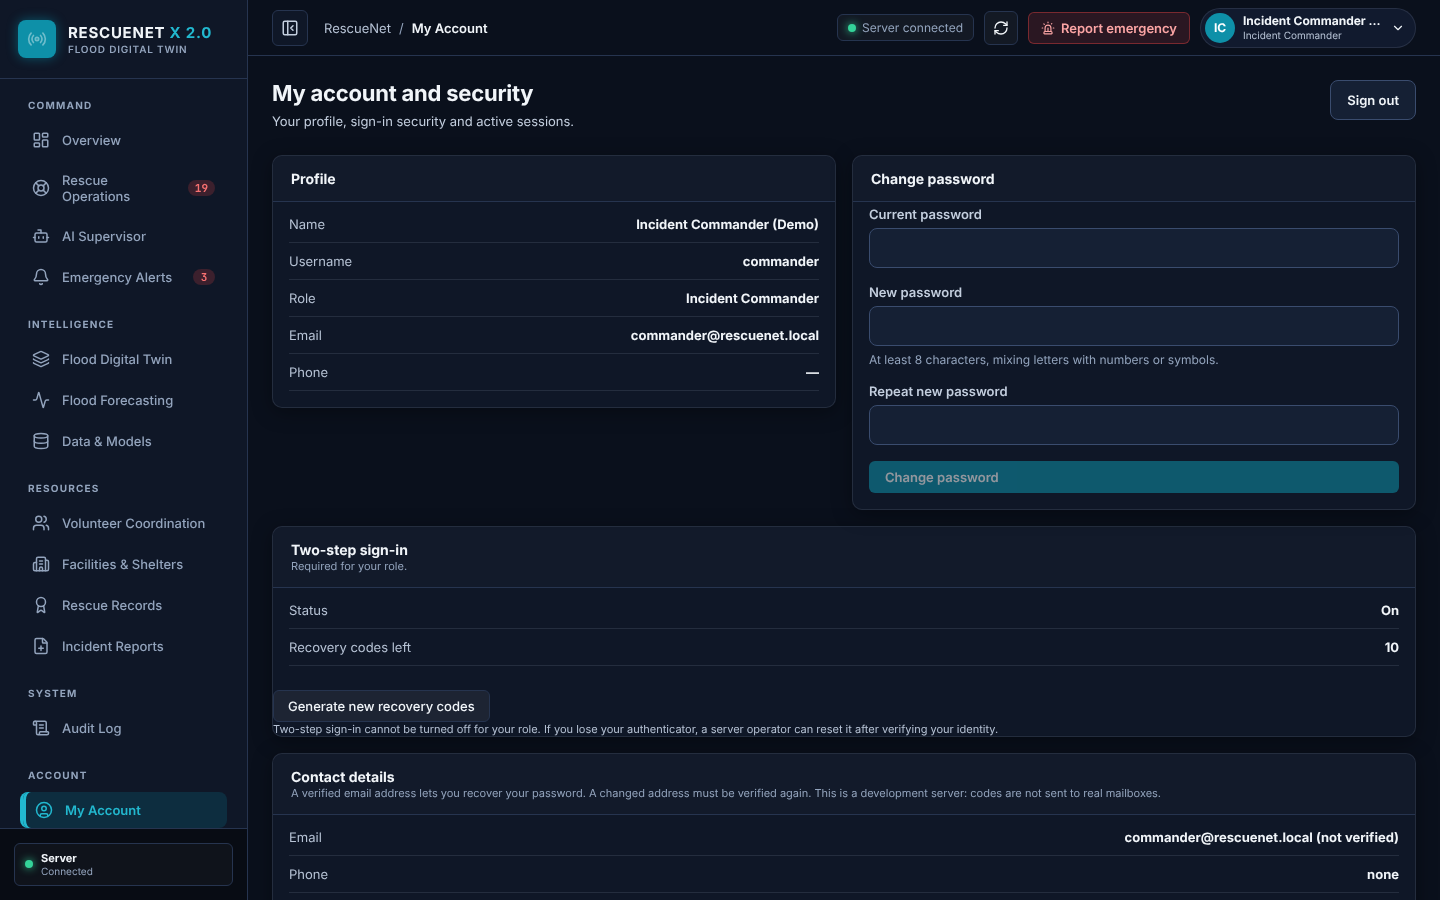 RESCUENET X 2.0
FLOOD DIGITAL TWIN
RescueNet / My Account
Server connected
Report emergency
IC
Incident Commander ...
Incident Commander
COMMAND
Overview
Rescue
Operations
19
AI Supervisor
Emergency Alerts
3
INTELLIGENCE
Flood Digital Twin
Flood Forecasting
Data & Models
RESOURCES
Volunteer Coordination
Facilities & Shelters
Rescue Records
Incident Reports
SYSTEM
Audit Log
ACCOUNT
My Account
Server
Connected
My account and security
Your profile, sign-in security and active sessions.
Sign out
Profile
Name Incident Commander (Demo)
Username commander
Role Incident Commander
Email commander@rescuenet.local
Phone —
Change password
Current password
New password
At least 8 characters, mixing letters with numbers or symbols.
Repeat new password
Change password
Two-step sign-in
Required for your role.
Status On
Recovery codes left 10
Generate new recovery codes
Two-step sign-in cannot be turned off for your role. If you lose your authenticator, a server operator can reset it after verifying your identity.
Contact details
A verified email address lets you recover your password. A changed address must be verified again. This is a development server: codes are not sent to real mailboxes.
Email commander@rescuenet.local (not verified)
Phone none